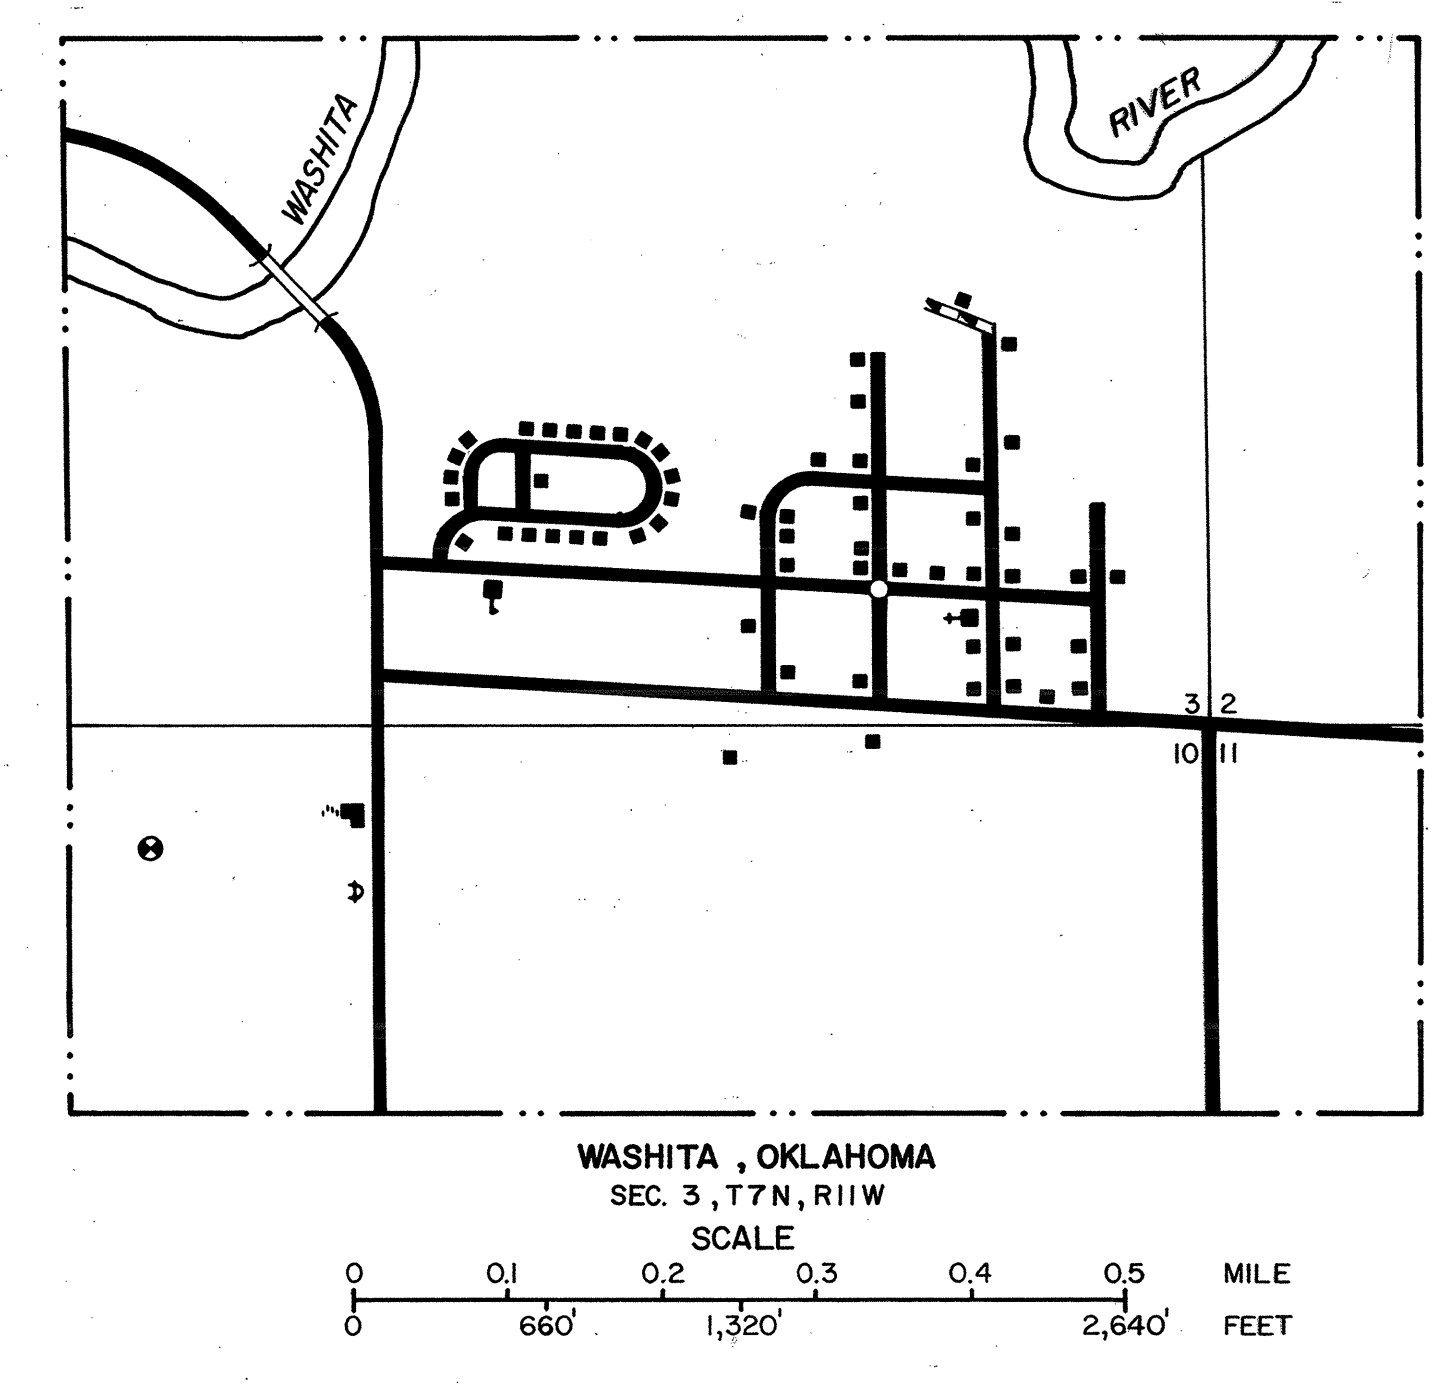 WASHITA
RIVER
3 2
10 11
WASHITA , OKLAHOMA
SEC. 3 , T7N, R11W
SCALE
0 0.1 0.2 0.3 0.4 0.5 MILE
0 660' 1,320' 2,640' FEET